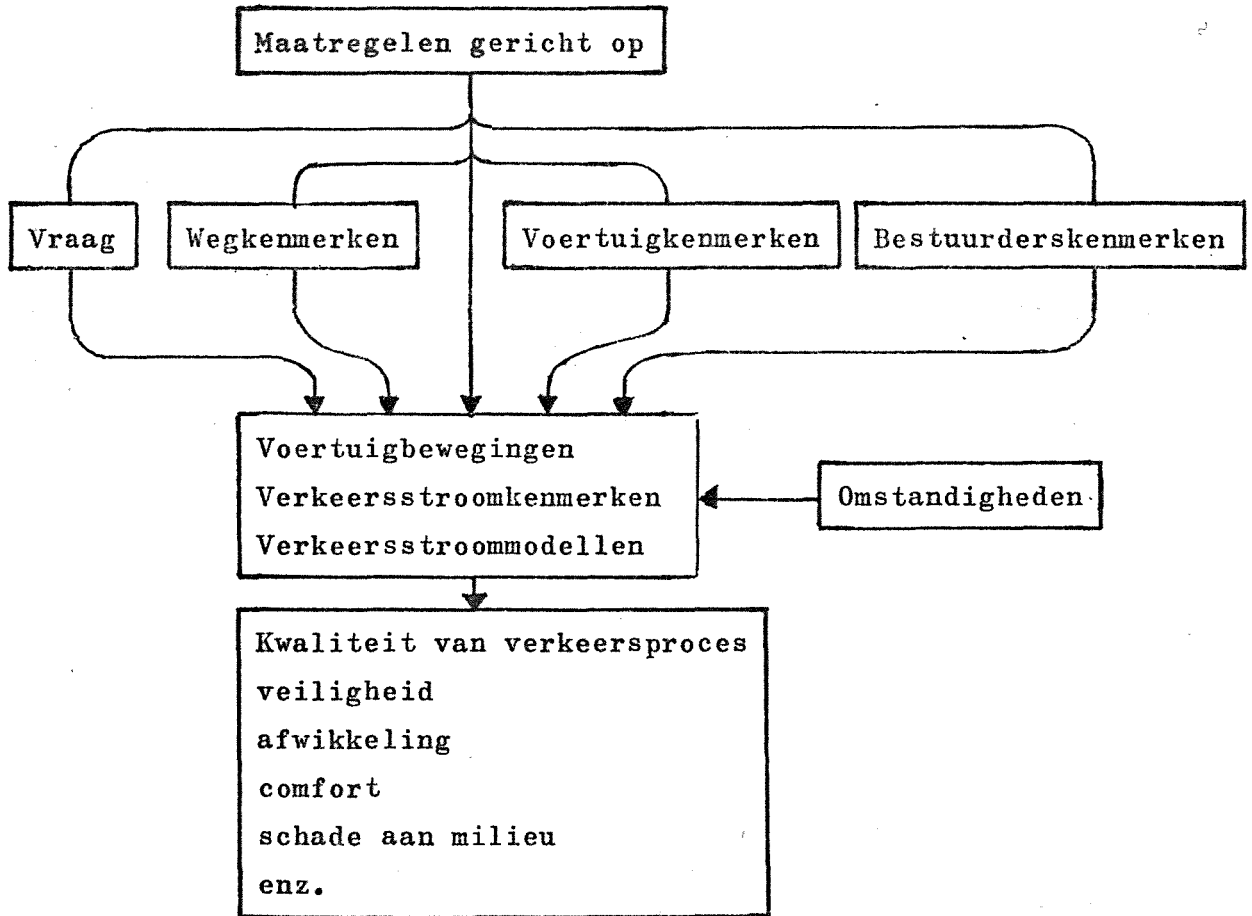 Maatregelen gericht op
Vraag
Wegkenmerken
Voertuigkenmerken
Bestuurderskenmerken
Voertuigbewegingen
Verkeersstroomkenmerken
Verkeersstroommodellen
Omstandigheden
Kwaliteit van verkeersproces
veiligheid
afwikkeling
comfort
schade aan milieu
enz.